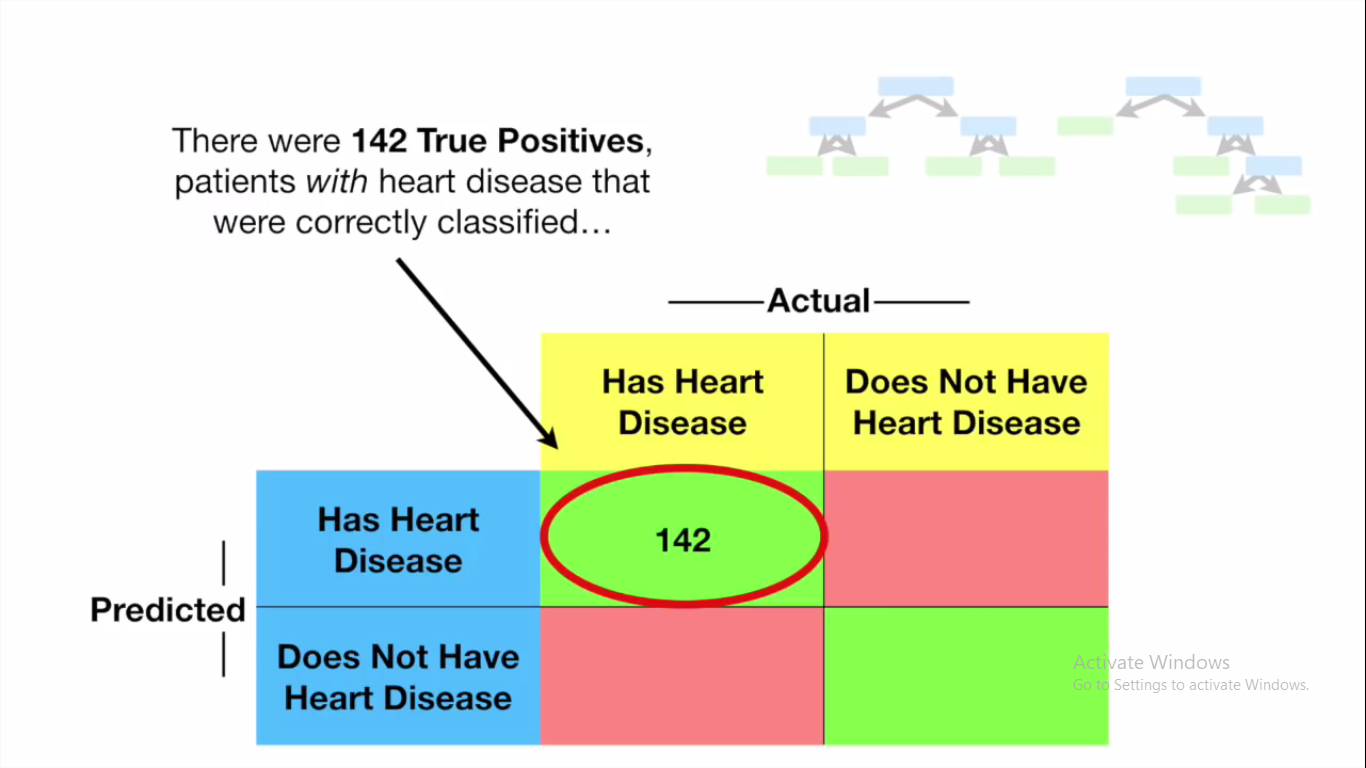 There were 142 True Positives,
patients with heart disease that
were correctly classified…
Actual
Has Heart
Disease
Does Not Have
Heart Disease
Has Heart
Disease
142
Predicted
Does Not Have
Heart Disease
Activate Windows
Go to Settings to activate Windows.